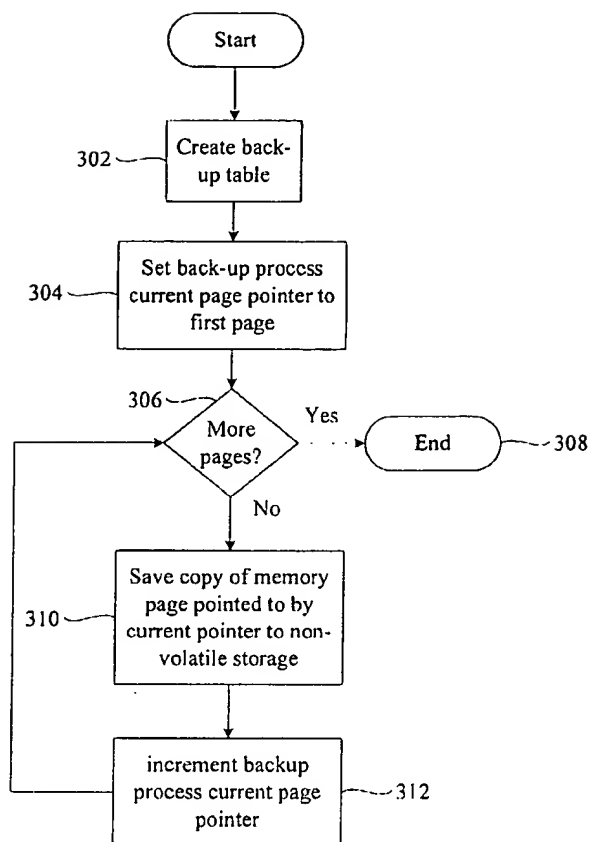 Start
302
Create back-
up table
304
Set back-up process
current page pointer to
first page
306
More
pages?
Yes
End
308
No
310
Save copy of memory
page pointed to by
current pointer to non-
volatile storage
increment backup
process current page
pointer
312